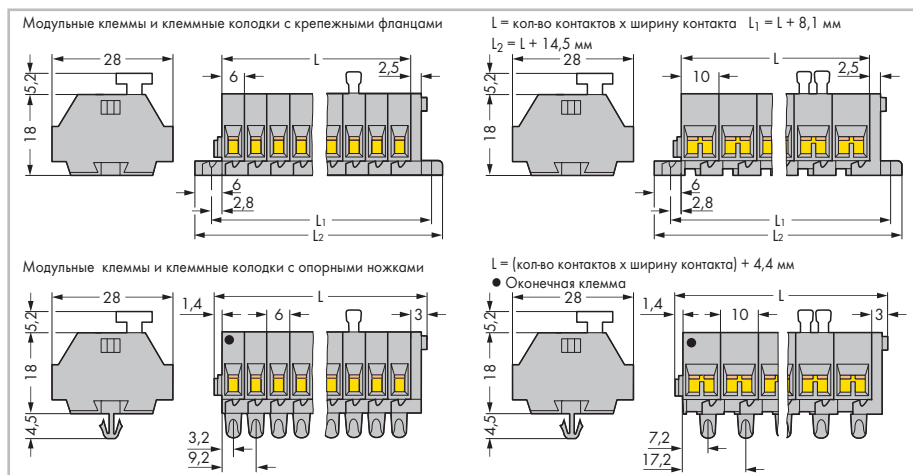 Модульные клеммы и клеммные колодки с крепежными фланцами
L = кол-во контактов x ширину контакта L₁ = L + 8,1 мм
L₂ = L + 14,5 мм
28
5,2
18
6
L
2,5
6
2,8
L₁
L₂
28
5,2
18
10
L
2,5
6
2,8
L₁
L₂
Модульные клеммы и клеммные колодки с опорными ножками
L = (кол-во контактов x ширину контакта) + 4,4 мм
● Оконечная клемма
28
5,2
18
4,5
1,4
6
L
3
3,2
9,2
28
5,2
18
4,5
1,4
10
L
3
7,2
17,2